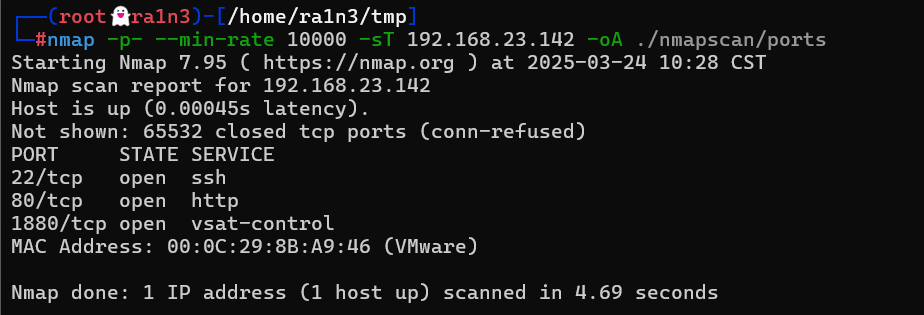 ┌──(root👻ra1n3)-[/home/ra1n3/tmp]
└─#nmap -p- --min-rate 10000 -sT 192.168.23.142 -oA ./nmapscan/ports
Starting Nmap 7.95 ( https://nmap.org ) at 2025-03-24 10:28 CST
Nmap scan report for 192.168.23.142
Host is up (0.00045s latency).
Not shown: 65532 closed tcp ports (conn-refused)
PORT     STATE SERVICE
22/tcp   open  ssh
80/tcp   open  http
1880/tcp open  vsat-control
MAC Address: 00:0C:29:8B:A9:46 (VMware)
Nmap done: 1 IP address (1 host up) scanned in 4.69 seconds